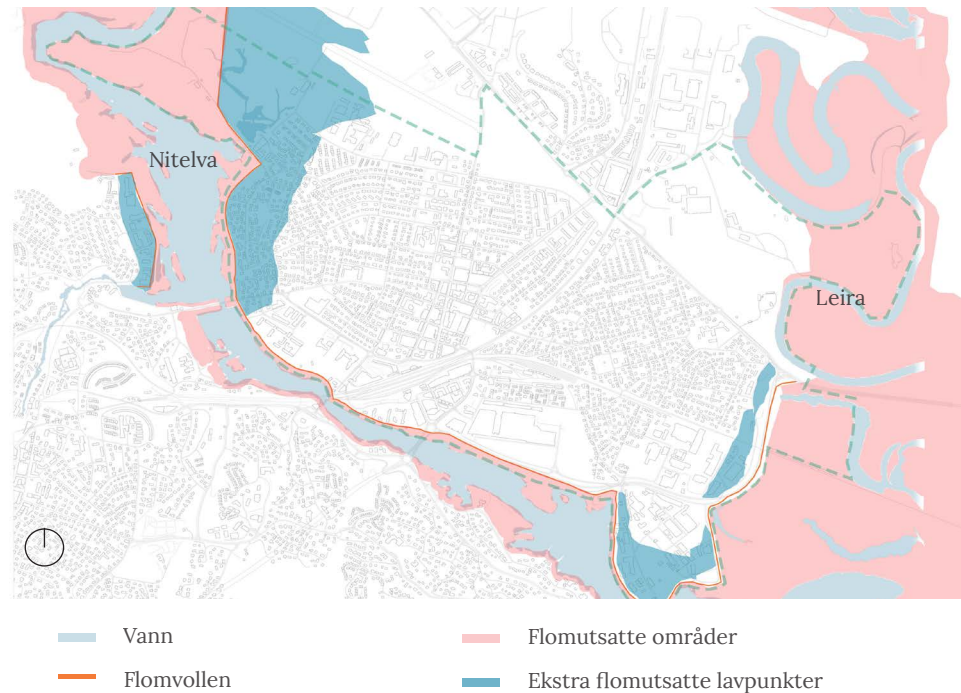 Nitelva
Leira
Vann
Flomutsatte områder
Flomvollen
Ekstra flomutsatte lavpunkter